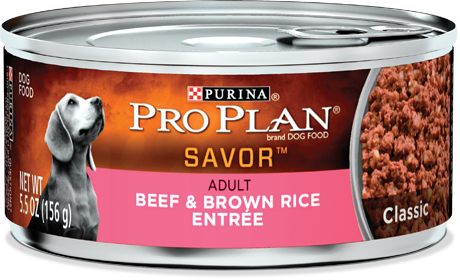 DOG
FOOD
PURINA®
PRO PLAN®
brand DOG FOOD
SAVOR™
ADULT
BEEF & BROWN RICE
ENTRÉE
NET WT
5.5 OZ (156 g)
Classic